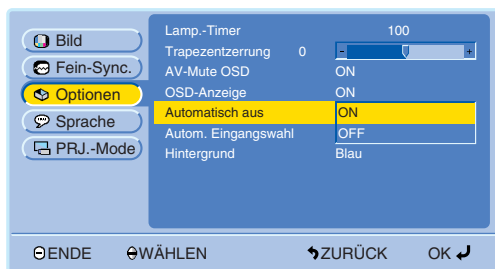 Bild
Fein-Sync.
Optionen
Sprache
PRJ.-Mode
Lamp.-Timer 100
Trapezentzerrung 0 - +
AV-Mute OSD ON
OSD-Anzeige ON
Automatisch aus ON
Autom. Eingangswahl OFF
Hintergrund Blau
ENDE WÄHLEN ZURÜCK OK